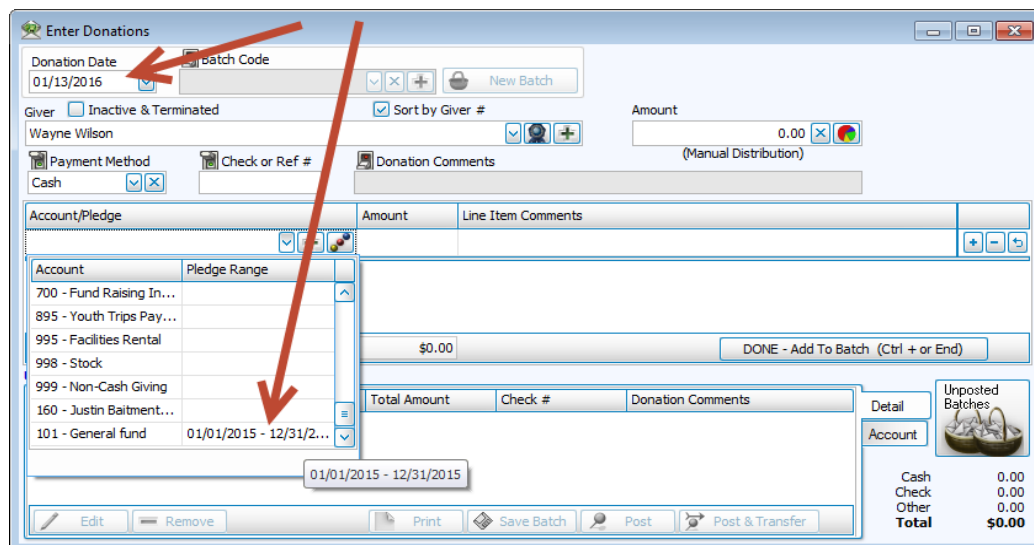 Enter Donations
Donation Date
Batch Code
01/13/2016
New Batch
Giver
Inactive & Terminated
Sort by Giver #
Amount
Wayne Wilson
0.00
(Manual Distribution)
Payment Method
Check or Ref #
Donation Comments
Cash
Account/Pledge
Amount
Line Item Comments
Account
Pledge Range
700 - Fund Raising In...
895 - Youth Trips Pay...
995 - Facilities Rental
998 - Stock
999 - Non-Cash Giving
160 - Justin Baitment...
101 - General fund
01/01/2015 - 12/31/2...
01/01/2015 - 12/31/2015
$0.00
DONE - Add To Batch (Ctrl + or End)
Total Amount
Check #
Donation Comments
Detail
Account
Unposted
Batches
Cash 0.00
Check 0.00
Other 0.00
Total $0.00
Edit
Remove
Print
Save Batch
Post
Post & Transfer